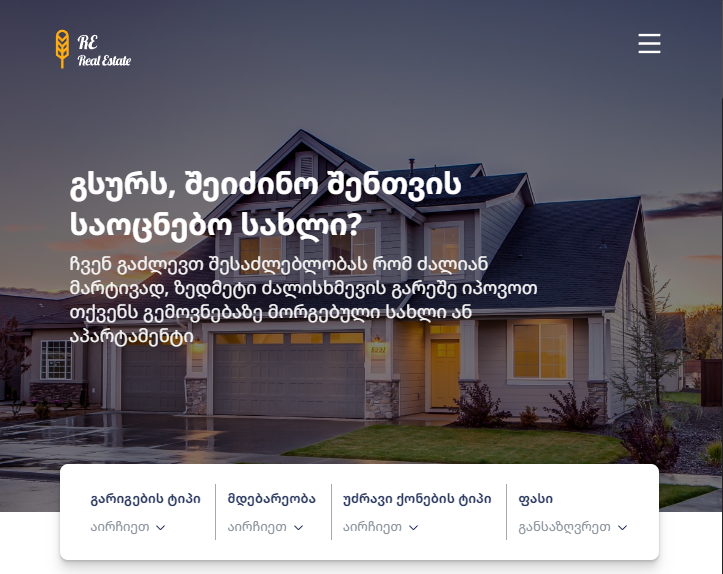 RE
Real Estate
გსურს, შეიძინო შენთვის
საოცნებო სახლი?
ჩვენ გაძლევთ შესაძლებლობას რომ ძალიან
მარტივად, ზედმეტი ძალისხმევის გარეშე იპოვოთ
თქვენს გემოვნებაზე მორგებული სახლი ან
აპარტამენტი
გარიგების ტიპი
აირჩიეთ
მდებარეობა
აირჩიეთ
უძრავი ქონების ტიპი
აირჩიეთ
ფასი
განსაზღვრეთ